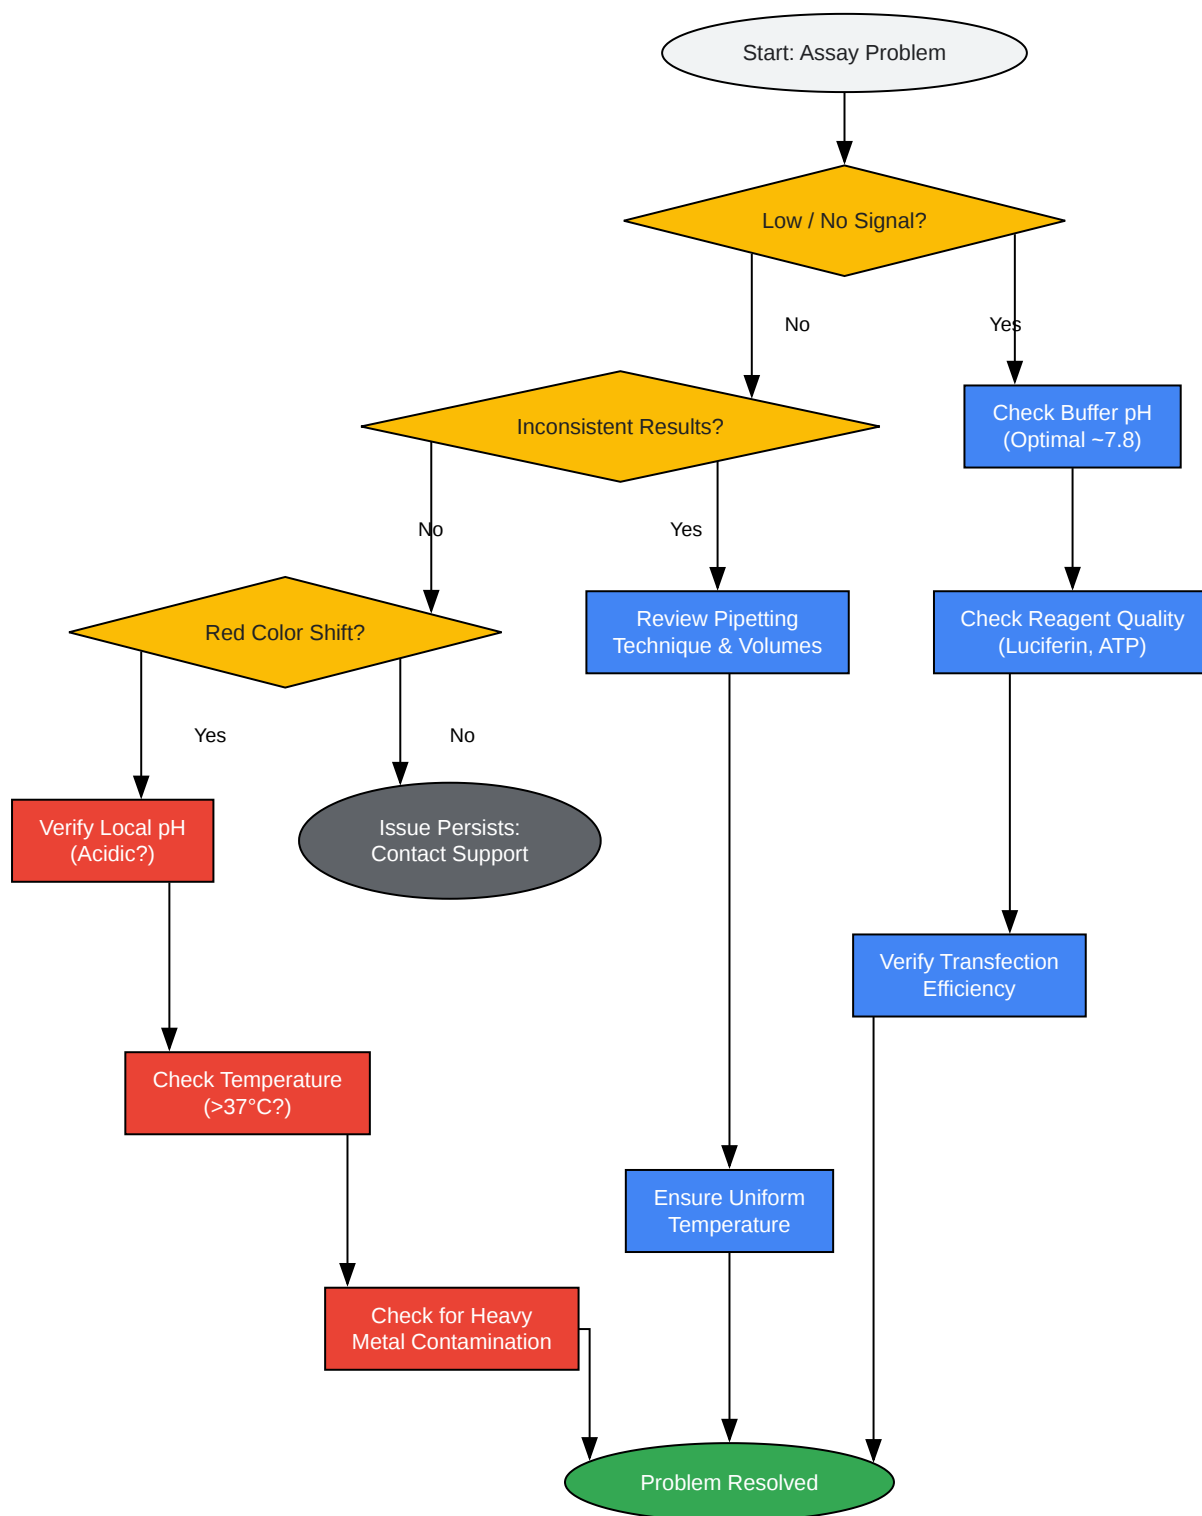 Start: Assay Problem
Low / No Signal?
No
Yes
Inconsistent Results?
Check Buffer pH
(Optimal ~7.8)
No
Yes
Red Color Shift?
Review Pipetting
Technique & Volumes
Check Reagent Quality
(Luciferin, ATP)
Yes
No
Verify Local pH
(Acidic?)
Issue Persists:
Contact Support
Verify Transfection
Efficiency
Check Temperature
(>37°C?)
Ensure Uniform
Temperature
Check for Heavy
Metal Contamination
Problem Resolved